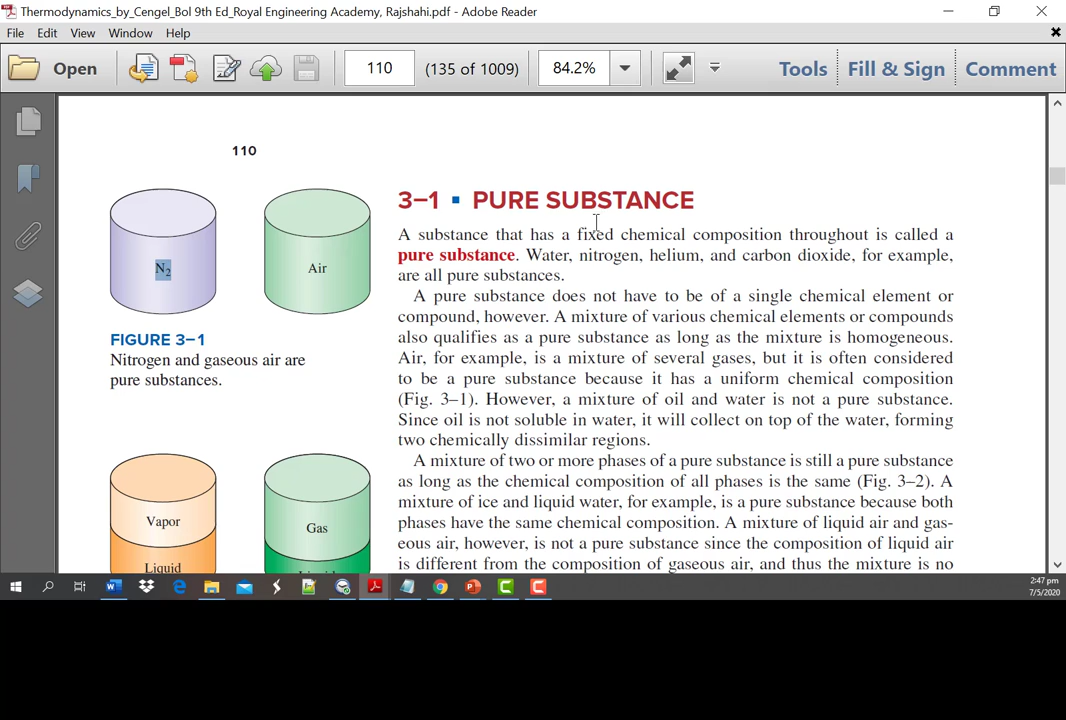 Thermodynamics_by_Cengel_Bol 9th Ed_Royal Engineering Academy, Rajshahi.pdf - Adobe Reader
File Edit View Window Help
Open
110
(135 of 1009)
84.2%
Tools
Fill & Sign
Comment
110
N2
Air
FIGURE 3–1
Nitrogen and gaseous air are
pure substances.
Vapor
Liquid
Gas
3–1 ▪ PURE SUBSTANCE
A substance that has a fixed chemical composition throughout is called a
pure substance. Water, nitrogen, helium, and carbon dioxide, for example,
are all pure substances.
A pure substance does not have to be of a single chemical element or
compound, however. A mixture of various chemical elements or compounds
also qualifies as a pure substance as long as the mixture is homogeneous.
Air, for example, is a mixture of several gases, but it is often considered
to be a pure substance because it has a uniform chemical composition
(Fig. 3–1). However, a mixture of oil and water is not a pure substance.
Since oil is not soluble in water, it will collect on top of the water, forming
two chemically dissimilar regions.
A mixture of two or more phases of a pure substance is still a pure substance
as long as the chemical composition of all phases is the same (Fig. 3–2). A
mixture of ice and liquid water, for example, is a pure substance because both
phases have the same chemical composition. A mixture of liquid air and gas-
eous air, however, is not a pure substance since the composition of liquid air
is different from the composition of gaseous air, and thus the mixture is no
2:47 pm
7/5/2020